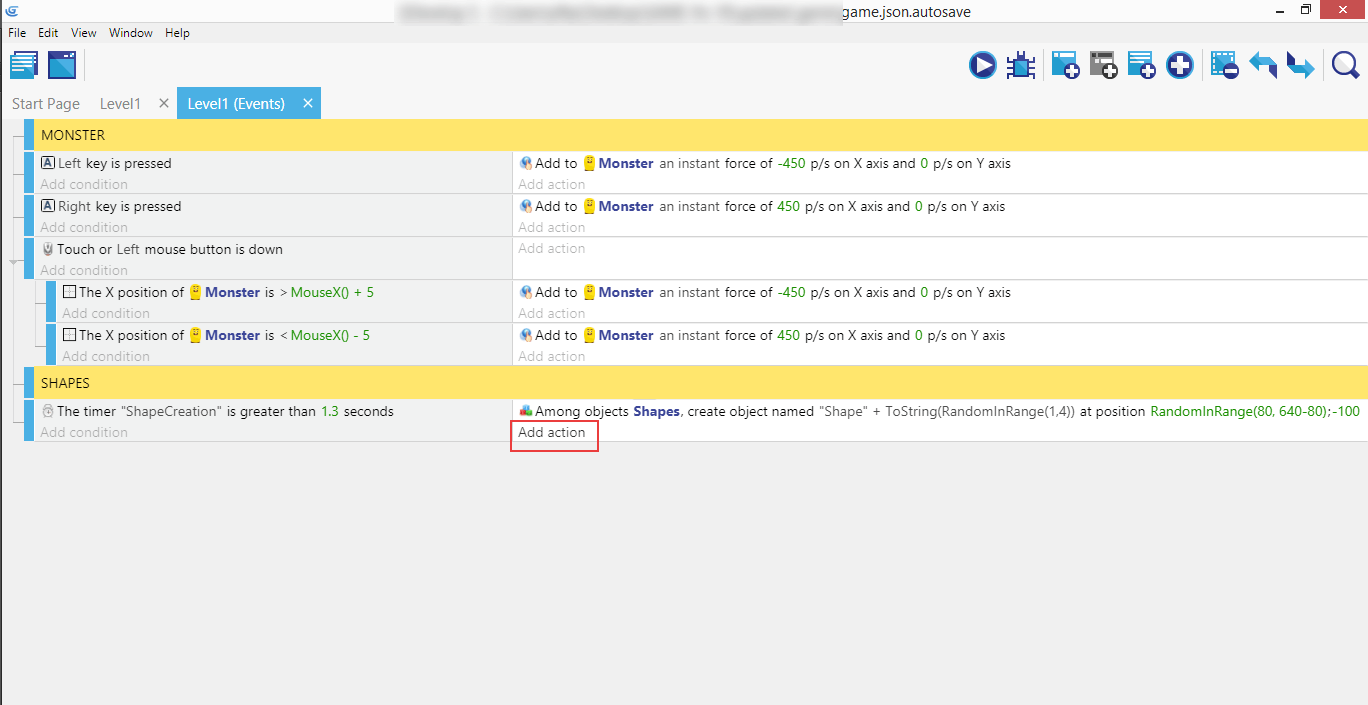 game.json.autosave
File Edit View Window Help
Start Page Level1 Level1 (Events)
MONSTER
Left key is pressed Add to Monster an instant force of -450 p/s on X axis and 0 p/s on Y axis
Add condition Add action
Right key is pressed Add to Monster an instant force of 450 p/s on X axis and 0 p/s on Y axis
Add condition Add action
Touch or Left mouse button is down Add action
Add condition
The X position of Monster is > MouseX() + 5 Add to Monster an instant force of -450 p/s on X axis and 0 p/s on Y axis
Add condition Add action
The X position of Monster is < MouseX() - 5 Add to Monster an instant force of 450 p/s on X axis and 0 p/s on Y axis
Add condition Add action
SHAPES
The timer "ShapeCreation" is greater than 1.3 seconds Among objects Shapes, create object named "Shape" + ToString(RandomInRange(1,4)) at position RandomInRange(80, 640-80);-100
Add condition Add action